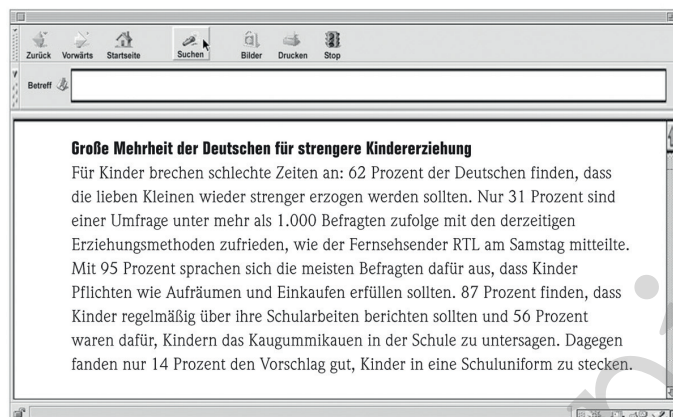 Zurück Vorwärts Startseite Suchen Bilder Drucken Stop
Betreff
Große Mehrheit der Deutschen für strengere Kindererziehung
Für Kinder brechen schlechte Zeiten an: 62 Prozent der Deutschen finden, dass
die lieben Kleinen wieder strenger erzogen werden sollten. Nur 31 Prozent sind
einer Umfrage unter mehr als 1.000 Befragten zufolge mit den derzeitigen
Erziehungsmethoden zufrieden, wie der Fernsehsender RTL am Samstag mitteilte.
Mit 95 Prozent sprachen sich die meisten Befragten dafür aus, dass Kinder
Pflichten wie Aufräumen und Einkaufen erfüllen sollten. 87 Prozent finden, dass
Kinder regelmäßig über ihre Schularbeiten berichten sollten und 56 Prozent
waren dafür, Kindern das Kaugummikauen in der Schule zu untersagen. Dagegen
fanden nur 14 Prozent den Vorschlag gut, Kinder in eine Schuluniform zu stecken.